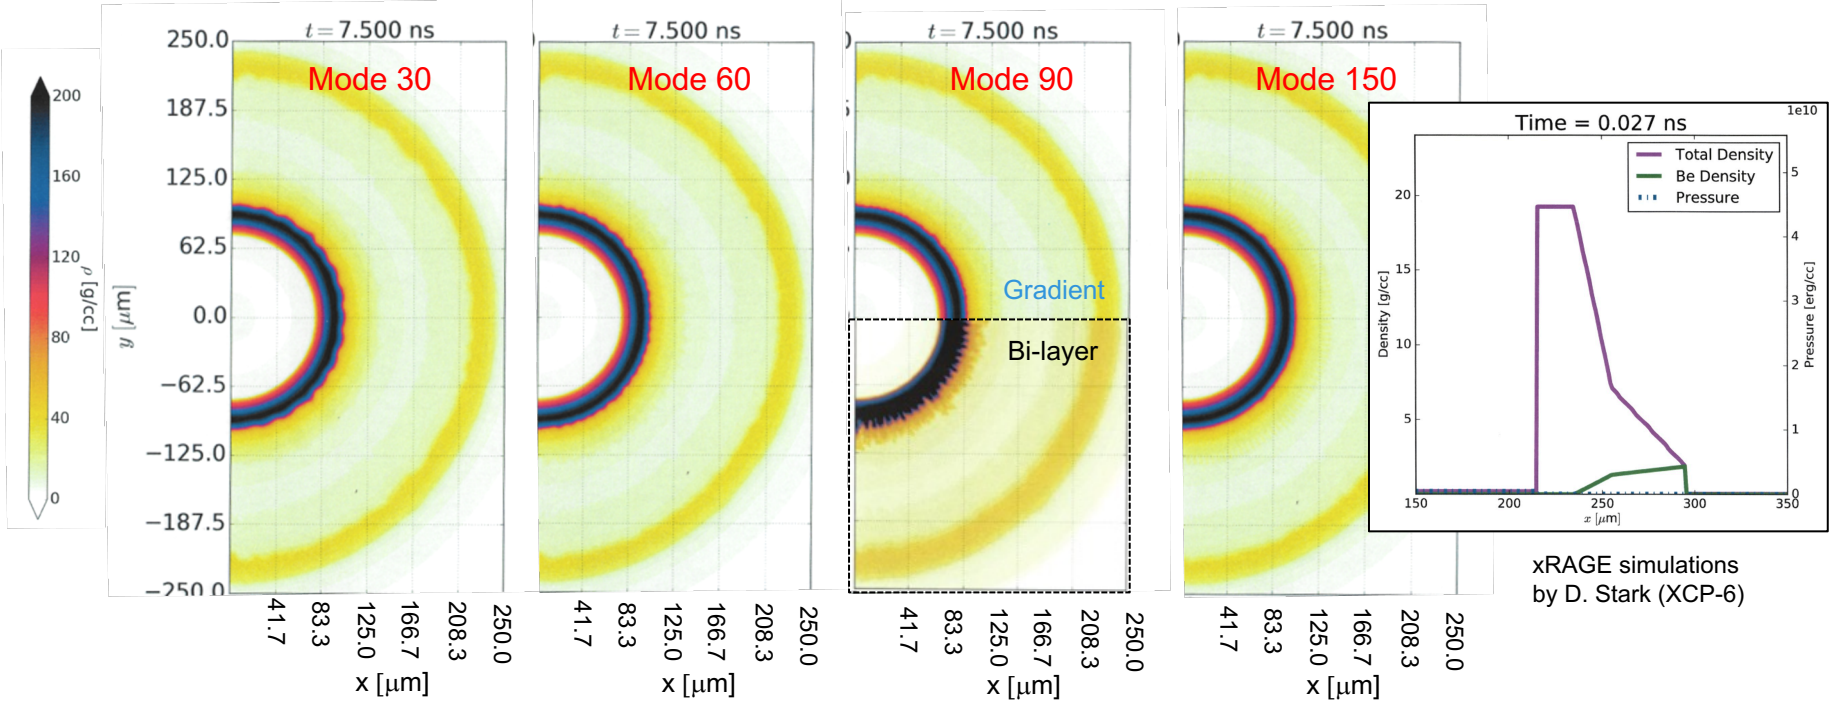 200
160
120
80
40
0
ρ [g/cc]
t = 7.500 ns
Mode 30
250.0
187.5
125.0
62.5
0.0
−62.5
−125.0
−187.5
−250.0
y [μm]
41.7
83.3
125.0
166.7
208.3
250.0
x [μm]
t = 7.500 ns
Mode 60
41.7
83.3
125.0
166.7
208.3
250.0
x [μm]
t = 7.500 ns
Mode 90
Gradient
Bi-layer
41.7
83.3
125.0
166.7
208.3
250.0
x [μm]
t = 7.500 ns
Mode 150
41.7
83.3
125.0
166.7
208.3
250.0
x [μm]
1e10
Time = 0.027 ns
Total Density
Be Density
Pressure
20
15
10
5
Density [g/cc]
5
4
3
2
1
0
Pressure [erg/cc]
150
200
250
300
350
x [μm]
xRAGE simulations
by D. Stark (XCP-6)